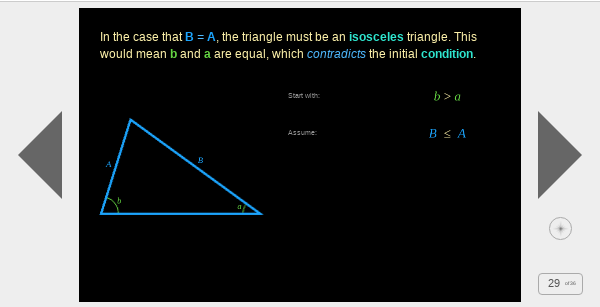 In the case that B = A, the triangle must be an isosceles triangle. This
would mean b and a are equal, which contradicts the initial condition.
Start with:
b > a
Assume:
B ≤ A
A
B
b
a
29 of 36